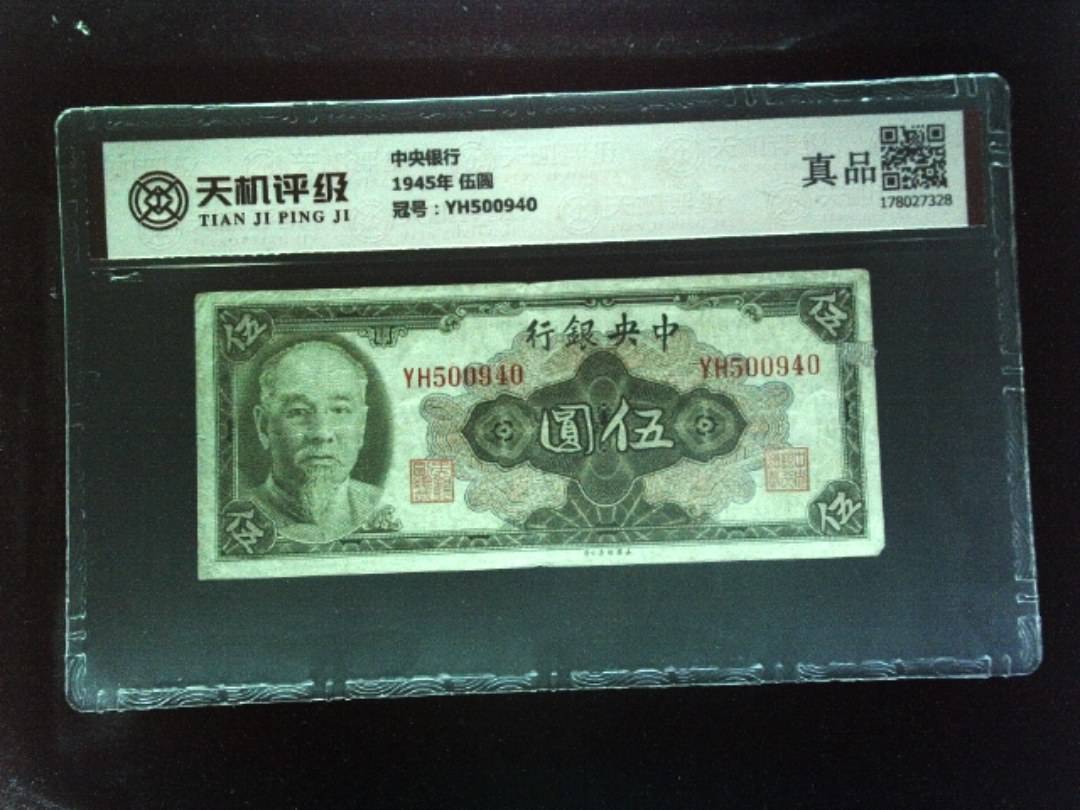 天机评级
TIAN JI PING JI
中央银行
1945年 伍圆
冠号：YH500940
真品
178027328
行銀央中
YH500940
YH500940
圓伍
伍
伍
伍
伍